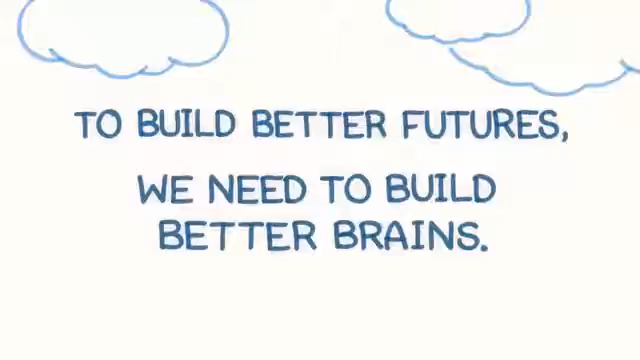 TO BUILD BETTER FUTURES,
WE NEED TO BUILD
BETTER BRAINS.